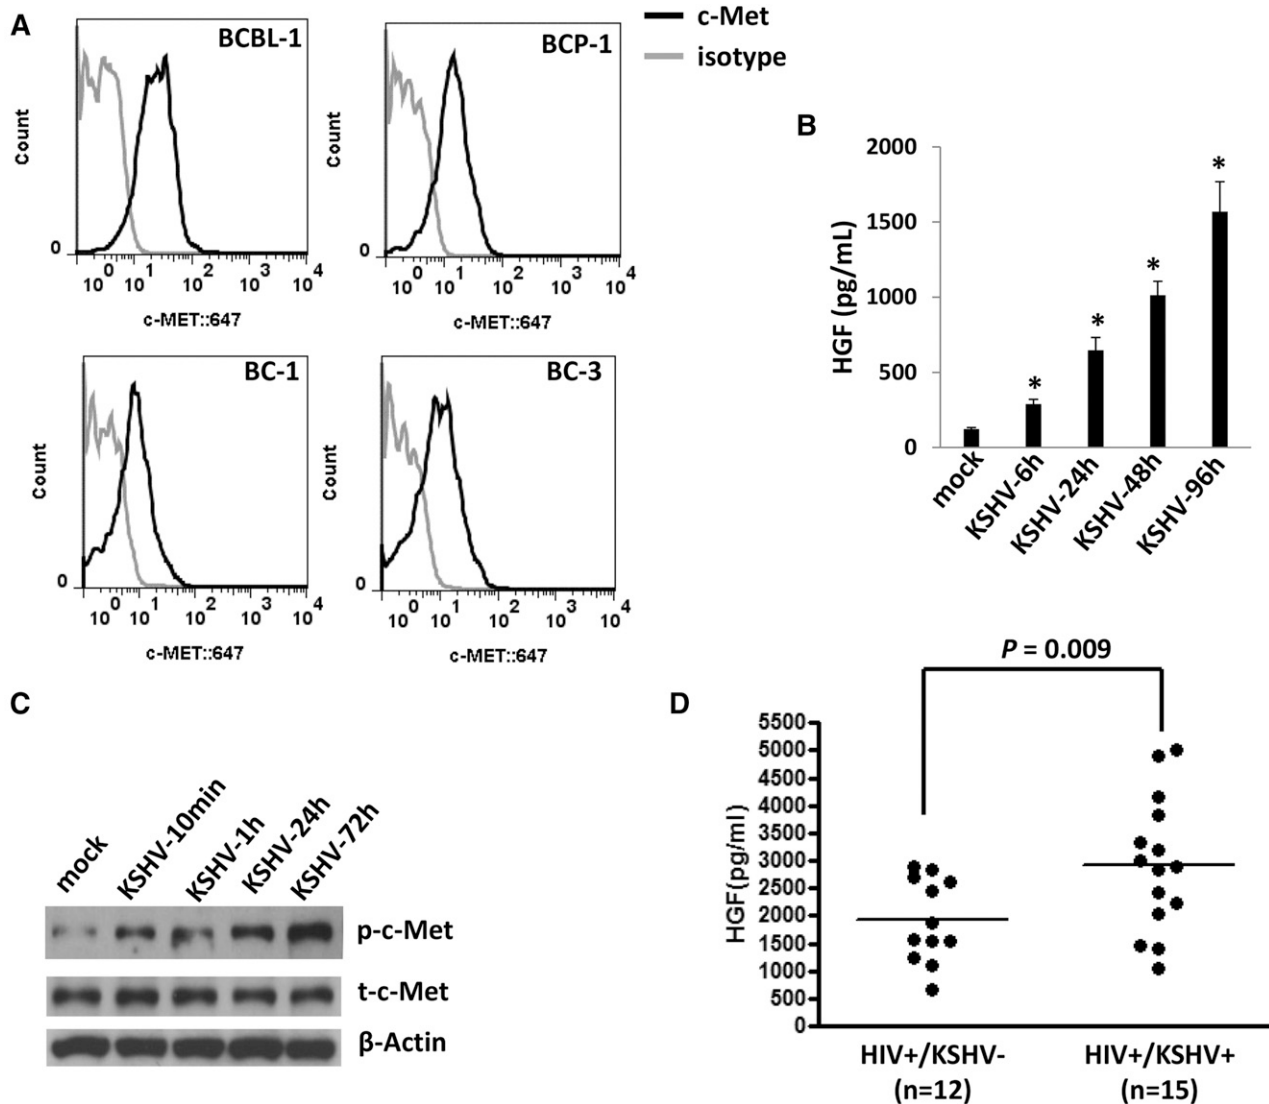 A
BCBL-1
Count
0
10^0 10^1 10^2 10^3 10^4
c-MET::647
BCP-1
Count
0
10^0 10^1 10^2 10^3 10^4
c-MET::647
c-Met
isotype
BC-1
Count
0
10^0 10^1 10^2 10^3 10^4
c-MET::647
BC-3
Count
0
10^0 10^1 10^2 10^3 10^4
c-MET::647
B
HGF (pg/mL)
2000
1500
1000
500
0
*
*
*
*
mock
KSHV-6h
KSHV-24h
KSHV-48h
KSHV-96h
C
mock
KSHV-10min
KSHV-1h
KSHV-24h
KSHV-72h
p-c-Met
t-c-Met
β-Actin
D
P = 0.009
HGF(pg/ml)
5500
5000
4500
4000
3500
3000
2500
2000
1500
1000
500
0
HIV+/KSHV-
(n=12)
HIV+/KSHV+
(n=15)